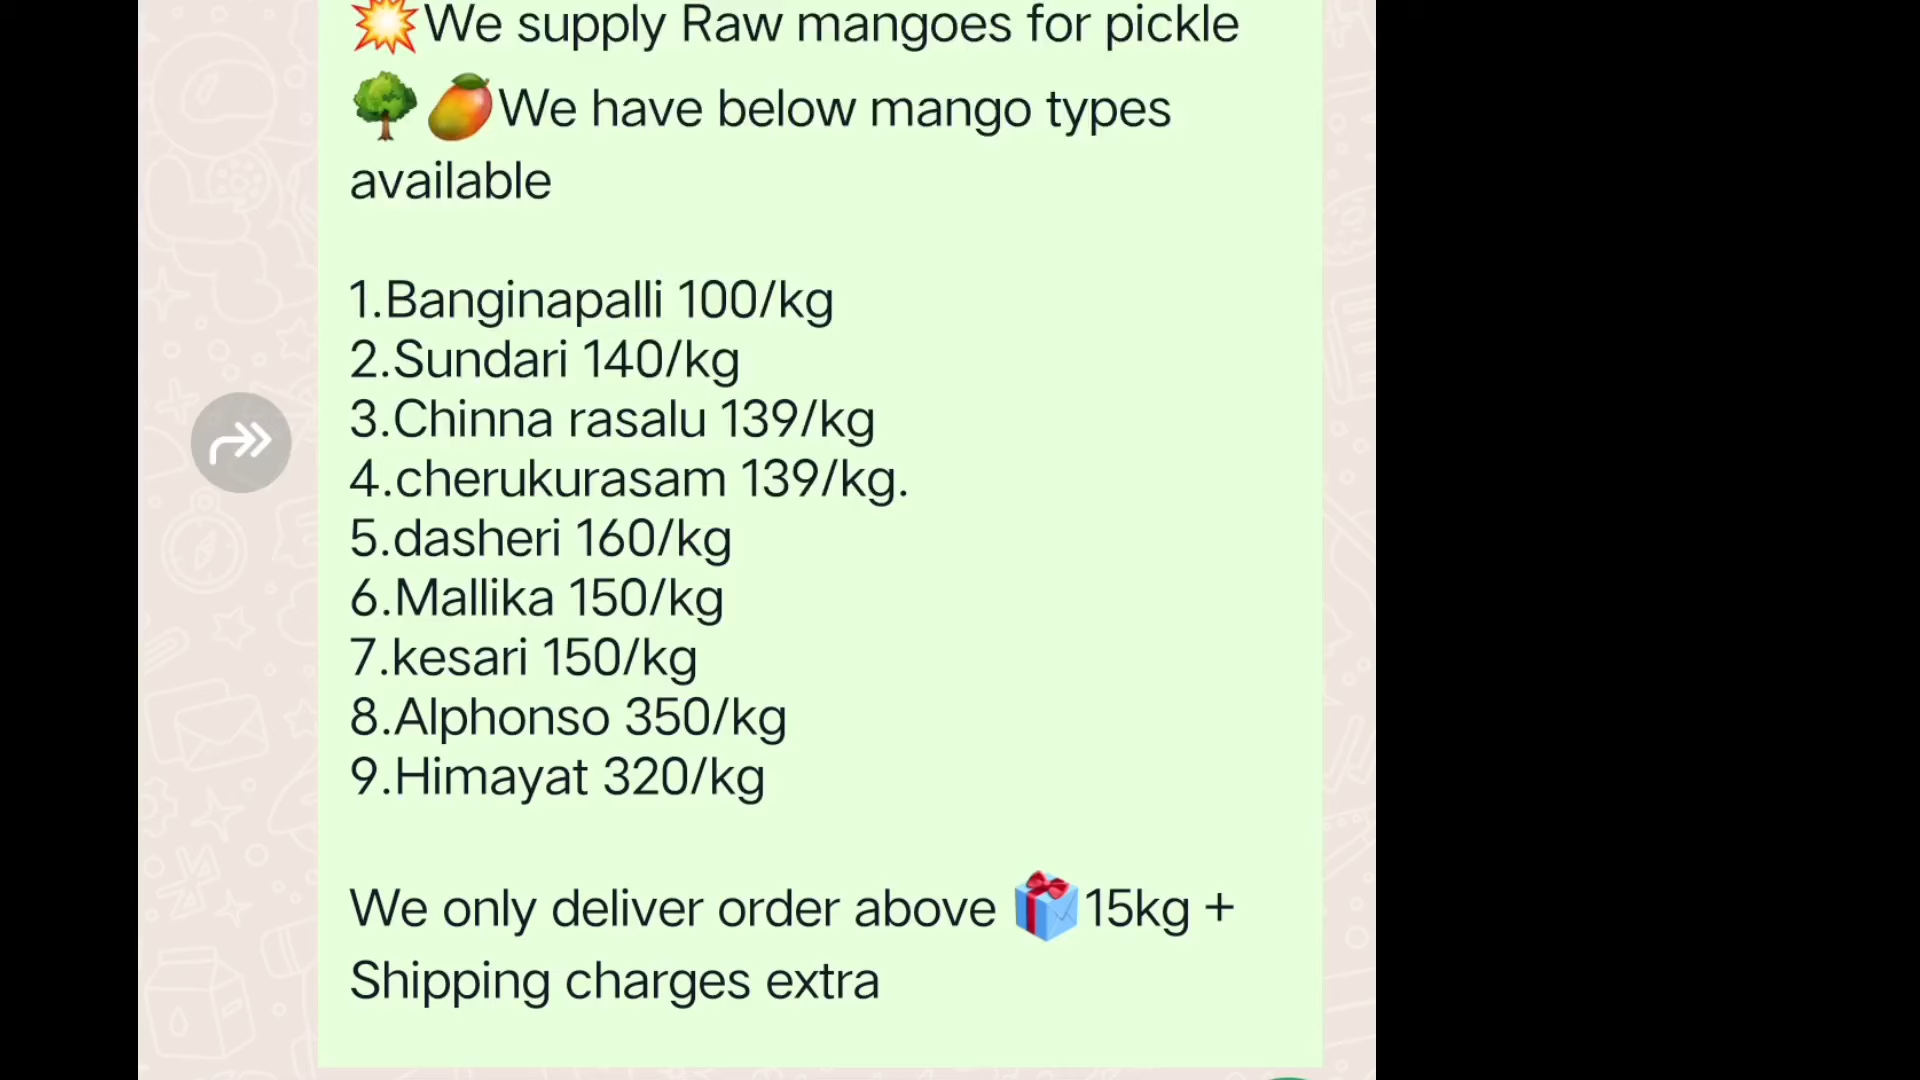 💥We supply Raw mangoes for pickle
🌳🥭We have below mango types
available
1.Banginapalli 100/kg
2.Sundari 140/kg
3.Chinna rasalu 139/kg
4.cherukurasam 139/kg.
5.dasheri 160/kg
6.Mallika 150/kg
7.kesari 150/kg
8.Alphonso 350/kg
9.Himayat 320/kg
We only deliver order above 🎁15kg +
Shipping charges extra